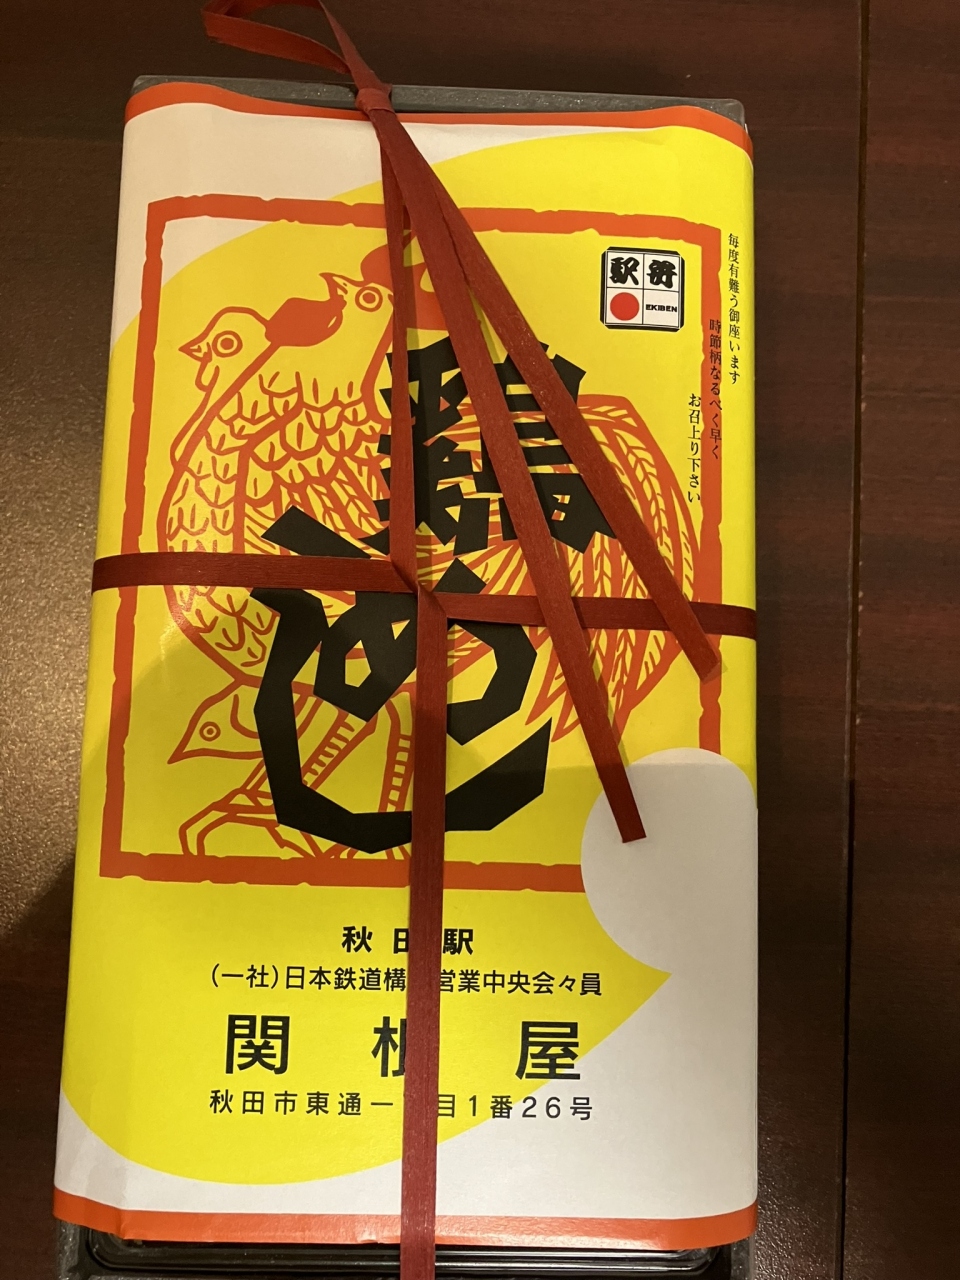 駅弁
EKIBEN
毎度有難う御座います
時節柄なるべく早く
お召上り下さい
鶏めし
秋田駅
(一社)日本鉄道構内営業中央会々員
関根屋
秋田市東通一丁目1番26号